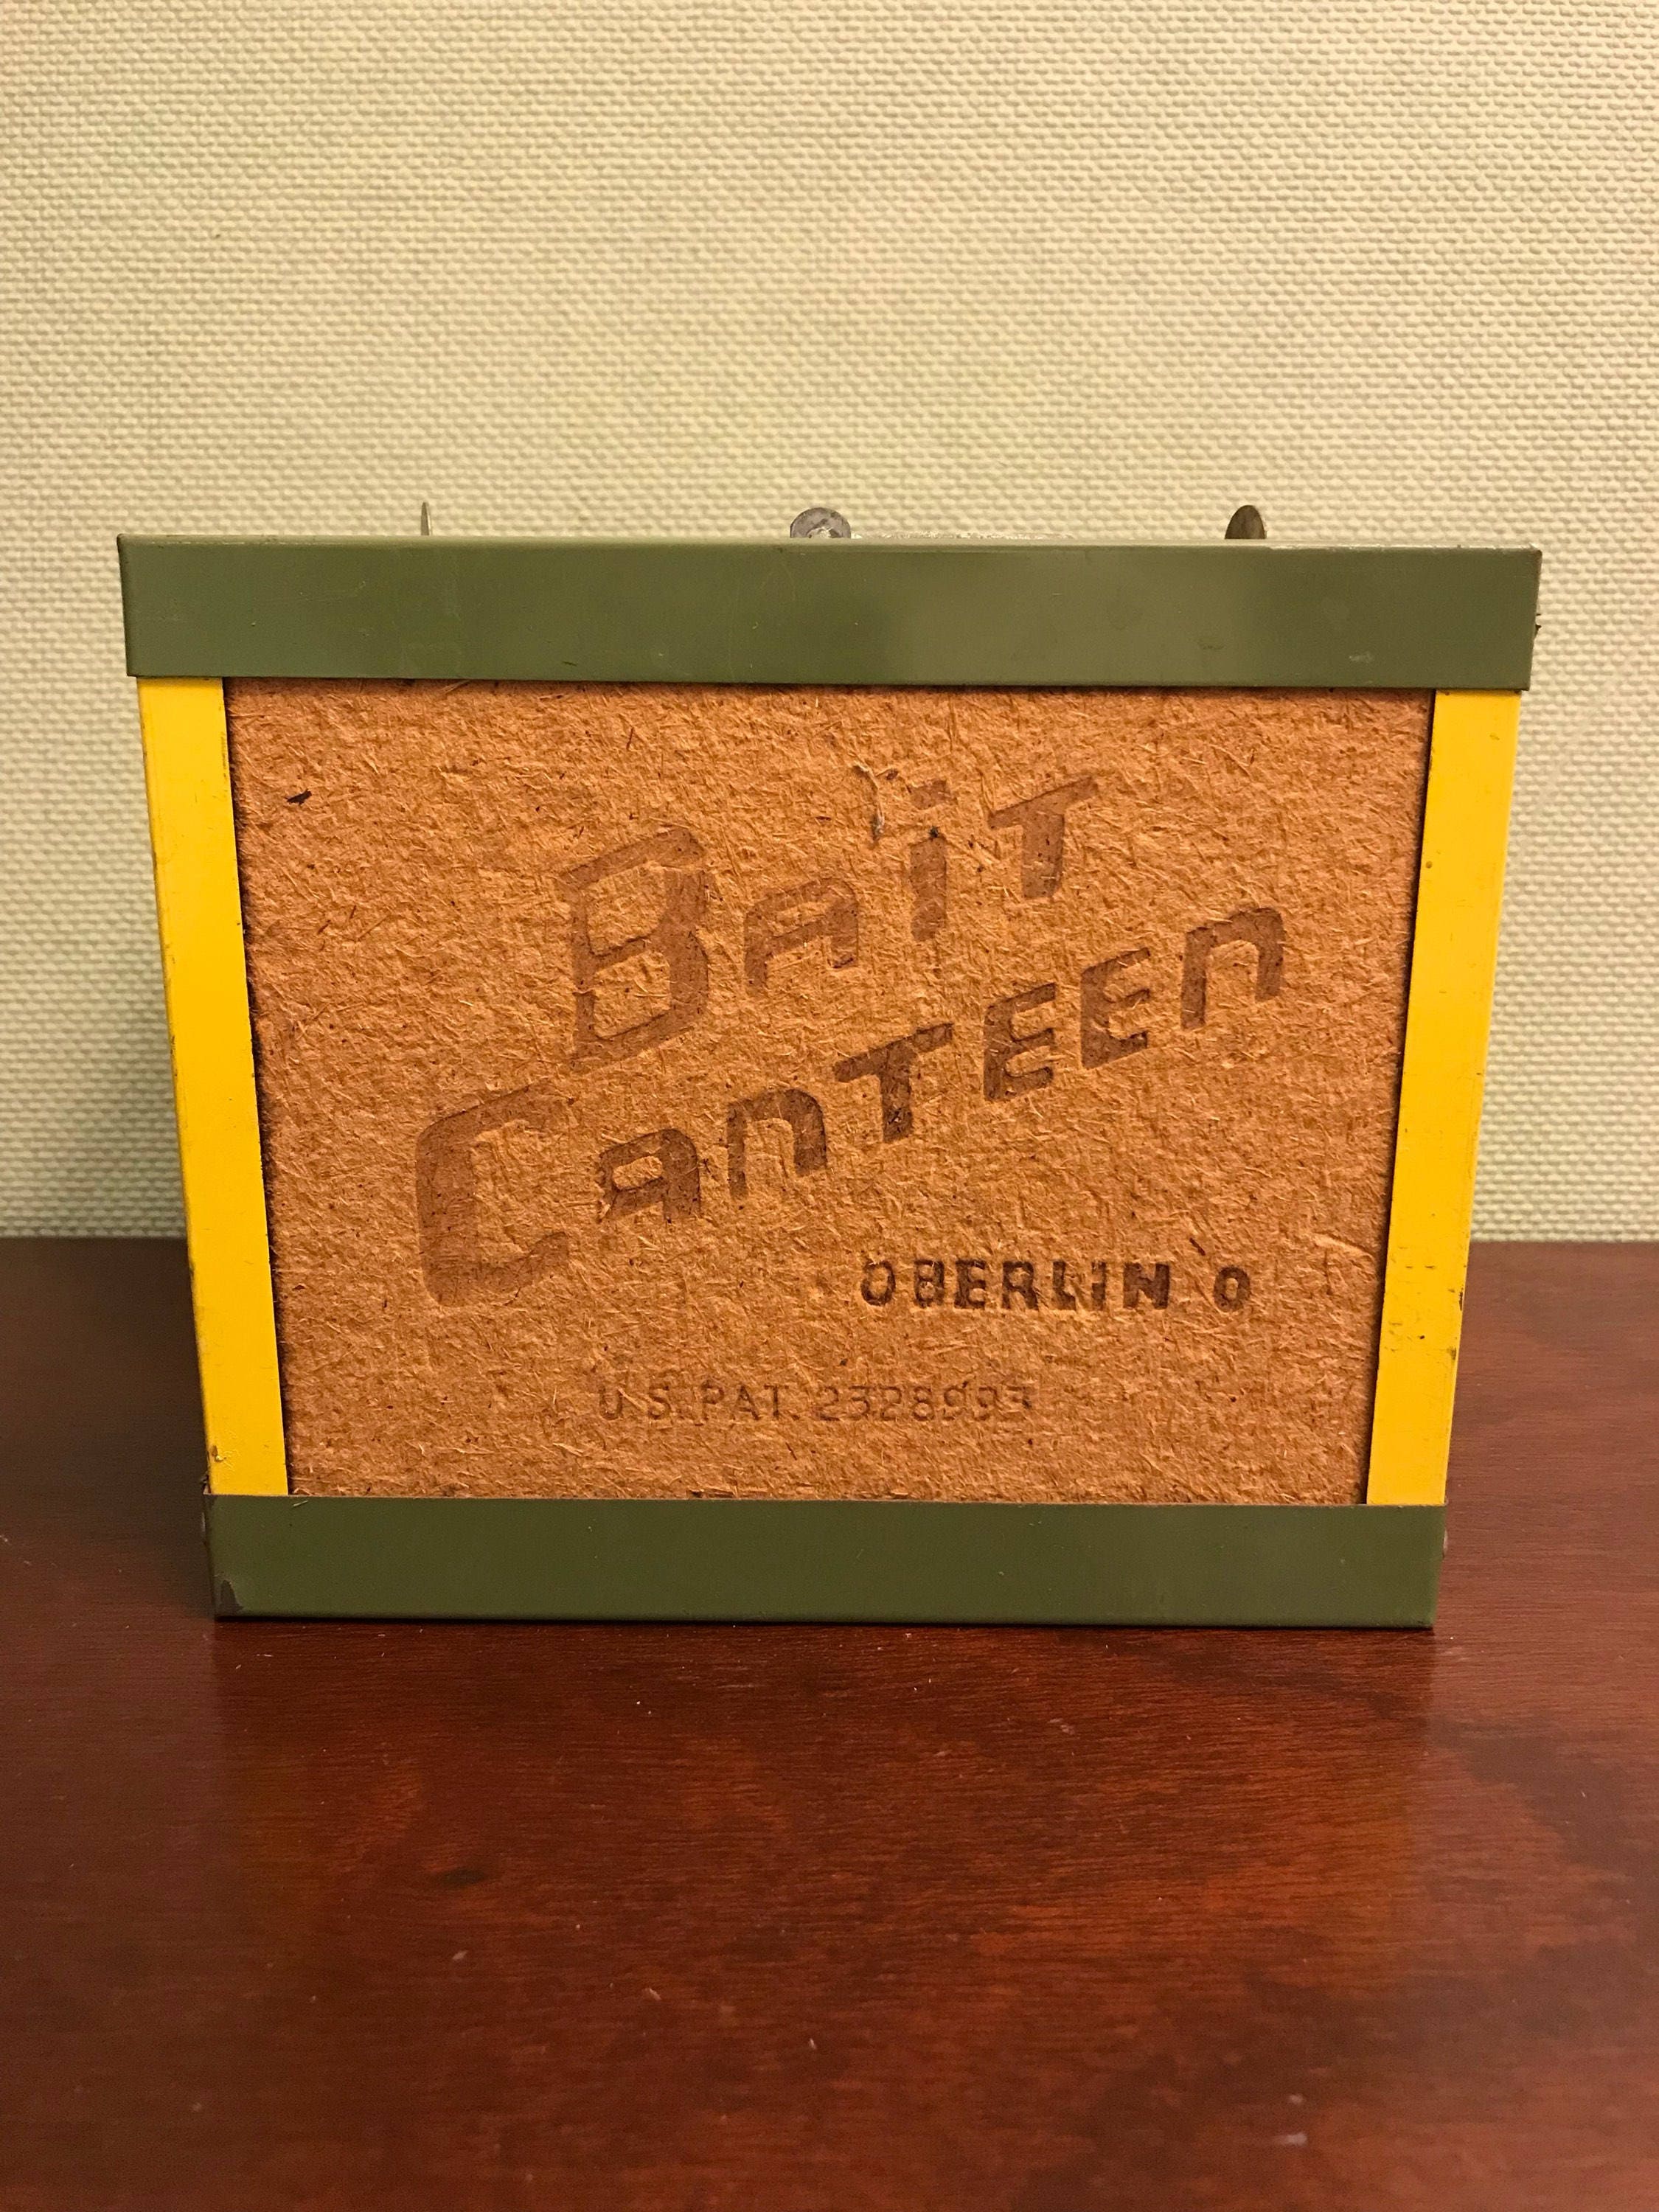 BaiT
CanTEEn
OBERLIN O
U.S. PAT. 2328993